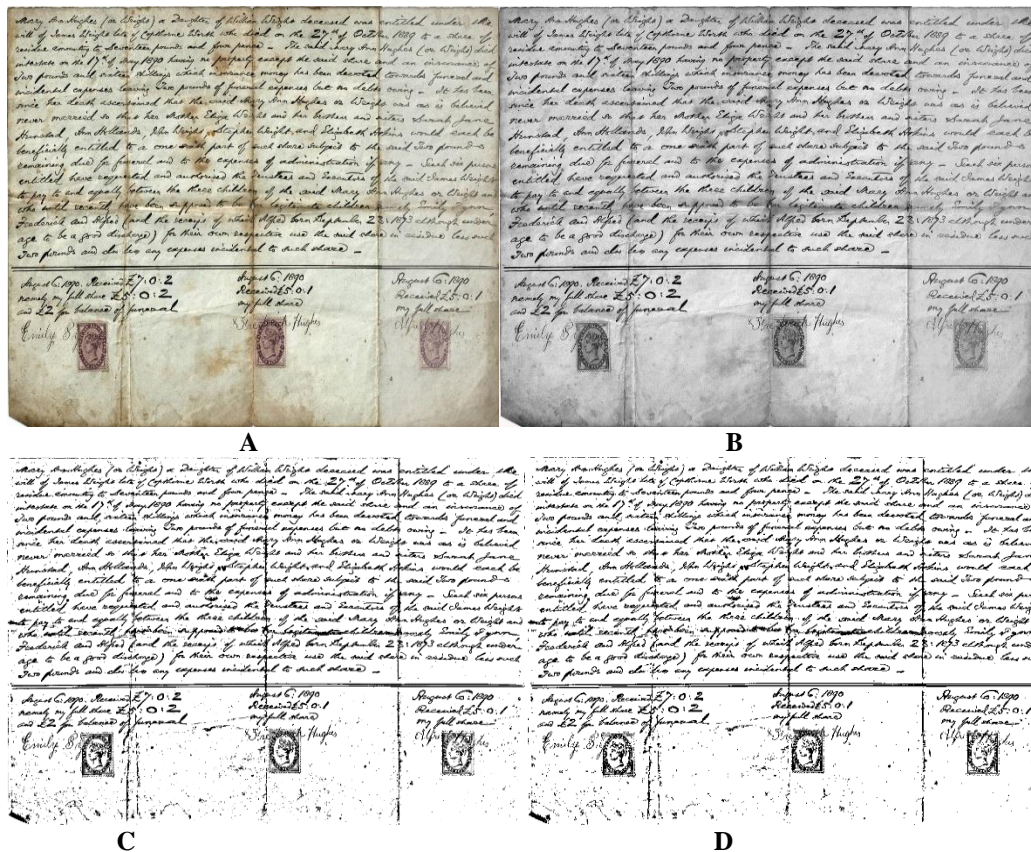 Mary Ann Hughes (or Wright) a Daughter of William Wright deceased was entitled under the
will of James Wright late of Copthorne Worth who died on the 27th of October 1889 to a share of
residue amounting to Seventeen pounds and four pence – The said Mary Ann Hughes (or Wright) died
intestate on the 17th of May 1890 having no property except the said share and an insurance of
Two pounds and sixteen shillings which insurance money has been devoted towards funeral and
incidental expenses leaving Two pounds of funeral expenses but no debts owing – It has been
since her death ascertained that the said Mary Ann Hughes or Wright was as is believed
never married so that her Mother Eliza Wright and her brothers and sisters Sarah Jane
Ann Hollands, John Wright, Stephen Wright, and Elizabeth would each be
beneficially entitled to a one sixth part of such share subject to the said Two pounds
remaining due for funeral and to the expenses of administration if any – Such six persons
entitled have requested and authorised the Trustees and Executors of the said James Wright
to pay to and equally between the three children of the said Mary Ann Hughes or Wright
who until recently have been supposed to be her legitimate children namely Emily
Frederick and Alfred (and the receipt of which Alfred born September 23: 1873 although under
age to be a good discharge) for their own respective use the said share in residue less such
Two pounds and also less any expenses incidental to such share –
August 6: 1890. Received £7:0:2
namely my full share £5:0:2
and £2 for balance of funeral
Emily
August 6: 1890
Received £5:0:1
my full share
Frederick Hughes
August 6: 1890
Received £5:0:1
my full share
Alfred Hughes
A
B
C
D